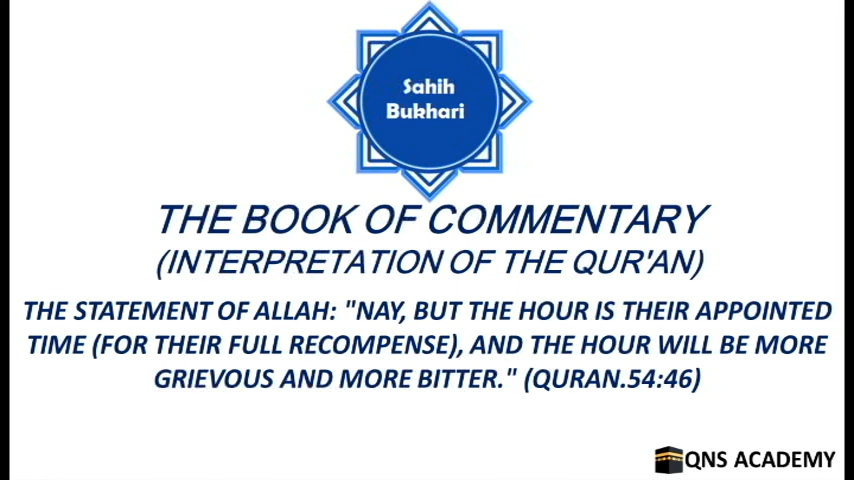 Sahih
Bukhari
THE BOOK OF COMMENTARY
(INTERPRETATION OF THE QUR'AN)
THE STATEMENT OF ALLAH: "NAY, BUT THE HOUR IS THEIR APPOINTED
TIME (FOR THEIR FULL RECOMPENSE), AND THE HOUR WILL BE MORE
GRIEVOUS AND MORE BITTER." (QURAN.54:46)
QNS ACADEMY